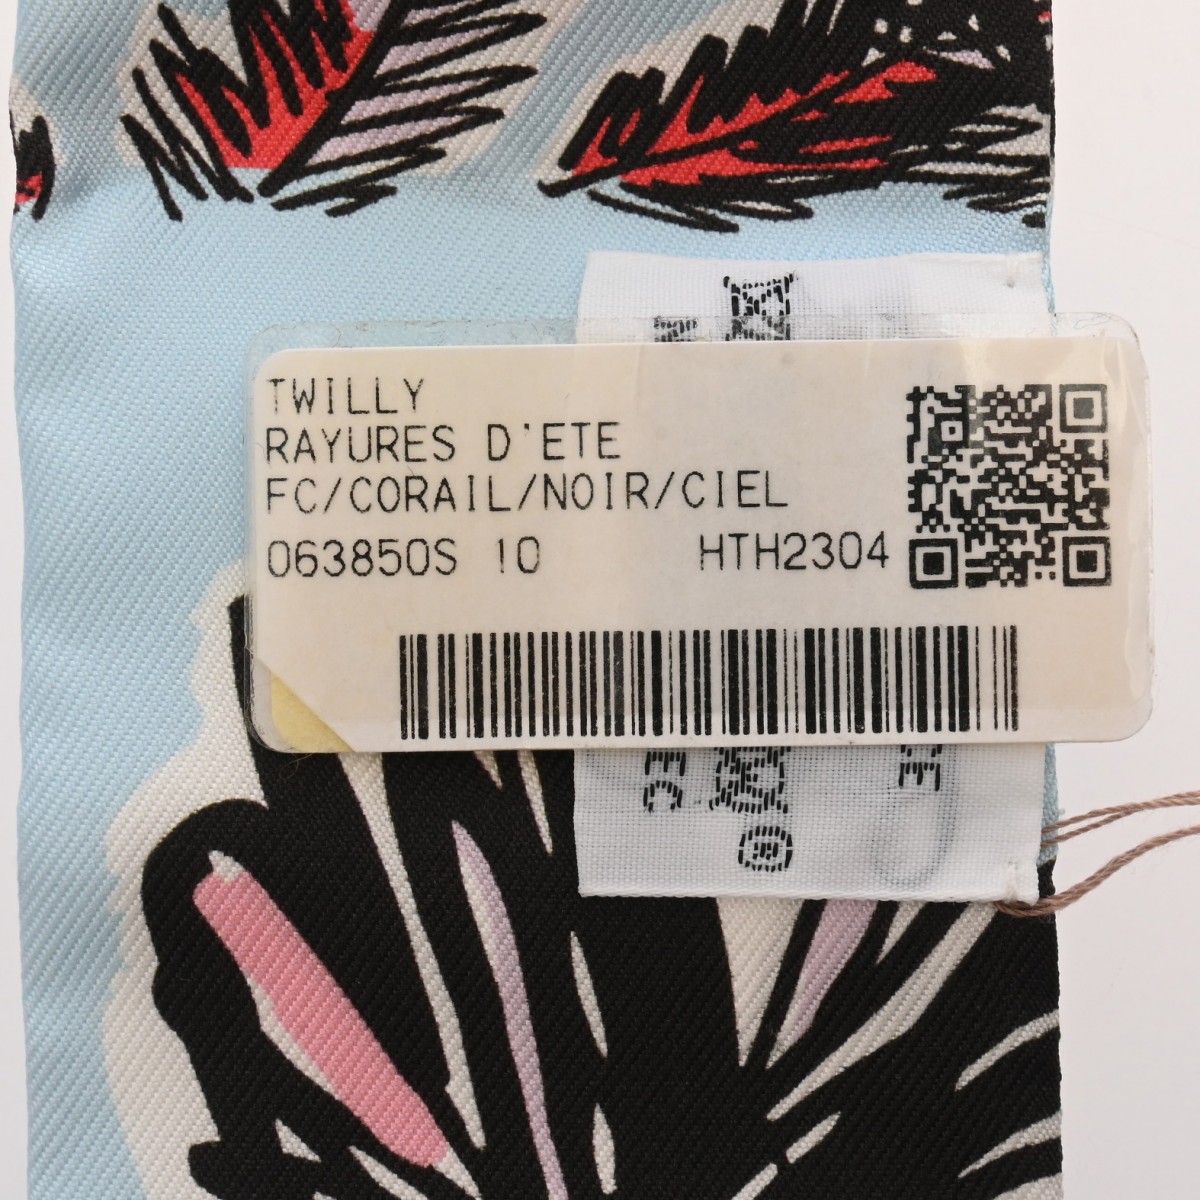 TWILLY
RAYURES D'ETE
FC/CORAIL/NOIR/CIEL
063850S 10 HTH2304